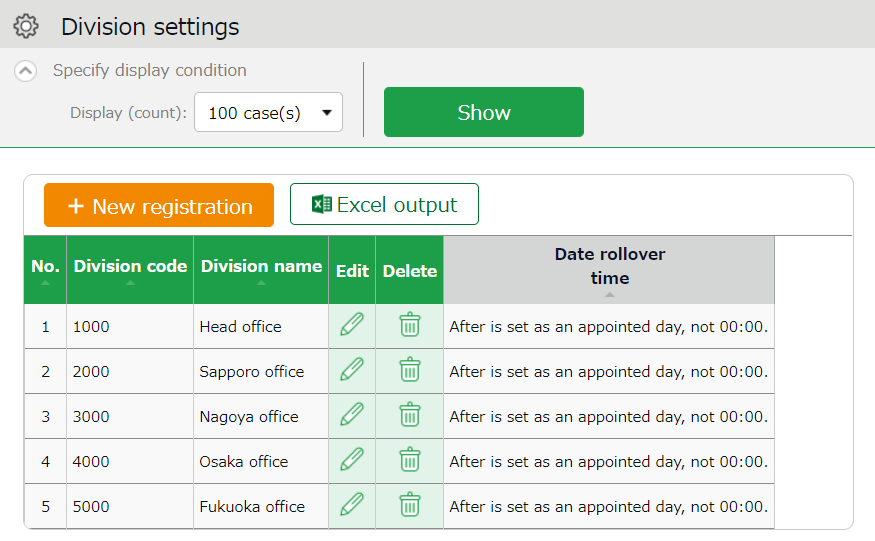 Division settings
Specify display condition
Display (count): 100 case(s) Show
+ New registration Excel output
No. Division code Division name Edit Delete Date rollover time
1 1000 Head office After is set as an appointed day, not 00:00.
2 2000 Sapporo office After is set as an appointed day, not 00:00.
3 3000 Nagoya office After is set as an appointed day, not 00:00.
4 4000 Osaka office After is set as an appointed day, not 00:00.
5 5000 Fukuoka office After is set as an appointed day, not 00:00.